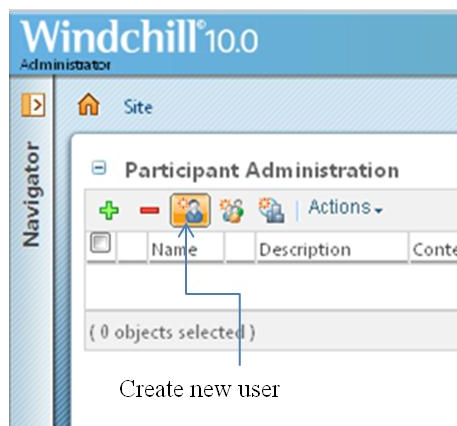 Windchill® 10.0
Administrator
Site
Navigator
Participant Administration
Actions
Name Description Conte
( 0 objects selected )
Create new user